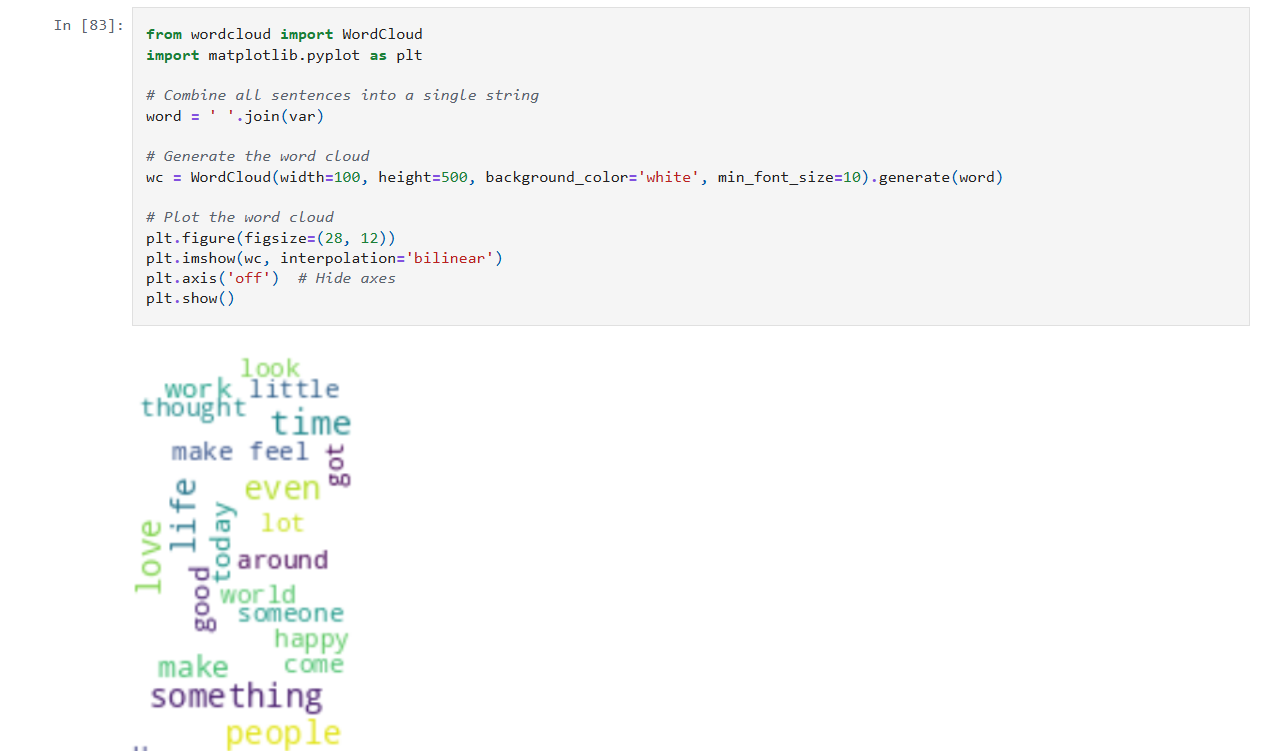 In [83]:
from wordcloud import WordCloud
import matplotlib.pyplot as plt
# Combine all sentences into a single string
word = ' '.join(var)
# Generate the word cloud
wc = WordCloud(width=100, height=500, background_color='white', min_font_size=10).generate(word)
# Plot the word cloud
plt.figure(figsize=(28, 12))
plt.imshow(wc, interpolation='bilinear')
plt.axis('off')  # Hide axes
plt.show()
look
work little
thought
time
make feel
got
even
life
lot
today
love
around
good
world
someone
happy
come
make
something
people